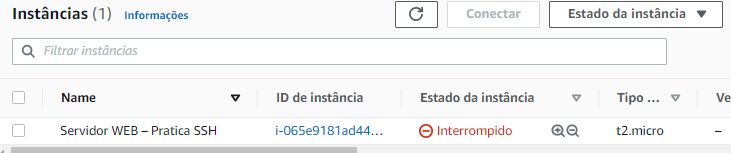 Instâncias (1) Informações Conectar Estado da instância
Filtrar instâncias
Name ID de instância Estado da instância Tipo ... Ve
Servidor WEB – Pratica SSH i-065e9181ad44... Interrompido t2.micro –